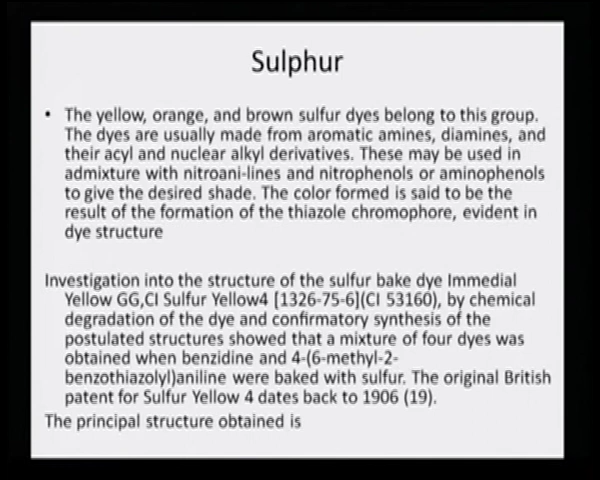 Sulphur
• The yellow, orange, and brown sulfur dyes belong to this group.
The dyes are usually made from aromatic amines, diamines, and
their acyl and nuclear alkyl derivatives. These may be used in
admixture with nitroani-lines and nitrophenols or aminophenols
to give the desired shade. The color formed is said to be the
result of the formation of the thiazole chromophore, evident in
dye structure
Investigation into the structure of the sulfur bake dye Immedial
Yellow GG,CI Sulfur Yellow4 [1326-75-6](CI 53160), by chemical
degradation of the dye and confirmatory synthesis of the
postulated structures showed that a mixture of four dyes was
obtained when benzidine and 4-(6-methyl-2-
benzothiazolyl)aniline were baked with sulfur. The original British
patent for Sulfur Yellow 4 dates back to 1906 (19).
The principal structure obtained is